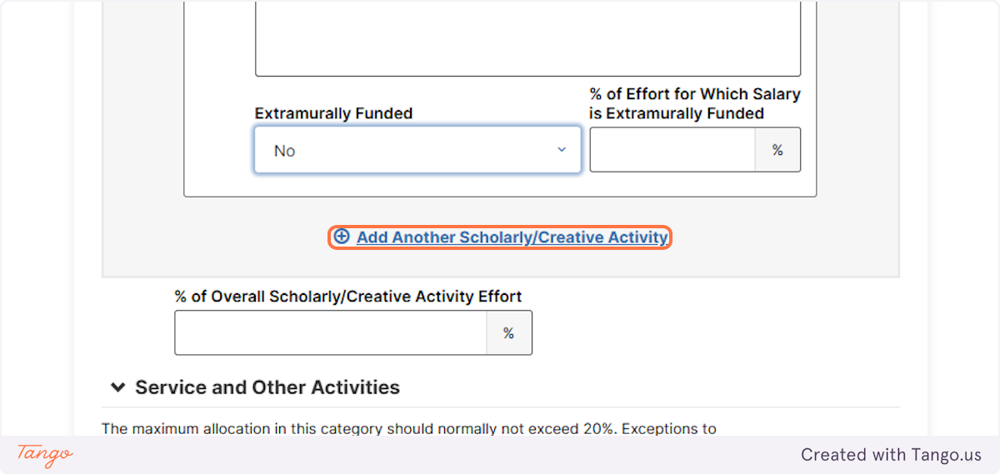 % of Effort for Which Salary
is Extramurally Funded
Extramurally Funded
No
%
Add Another Scholarly/Creative Activity
% of Overall Scholarly/Creative Activity Effort
%
Service and Other Activities
The maximum allocation in this category should normally not exceed 20%. Exceptions to
Tango
Created with Tango.us